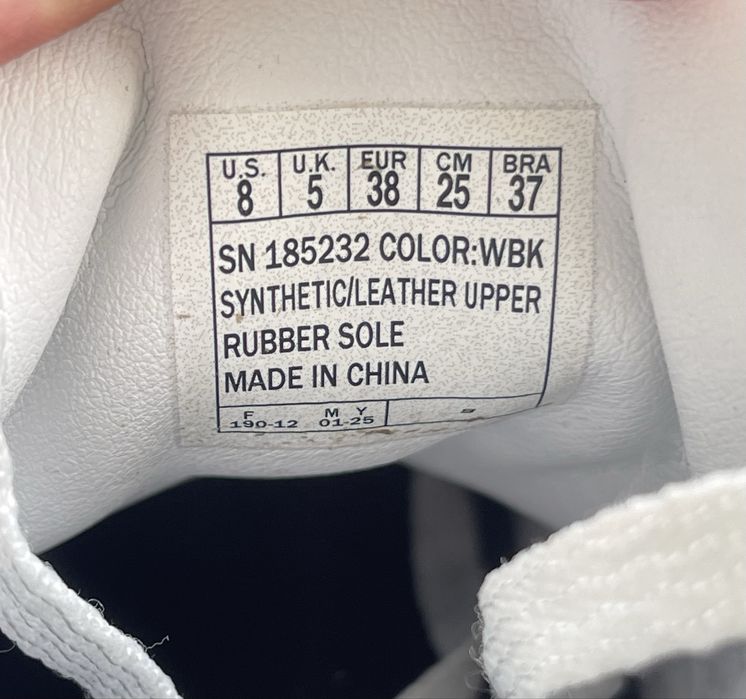 U.S. U.K. EUR CM BRA
8 5 38 25 37
SN 185232 COLOR:WBK
SYNTHETIC/LEATHER UPPER
RUBBER SOLE
MADE IN CHINA
F M Y
190-12 01-25